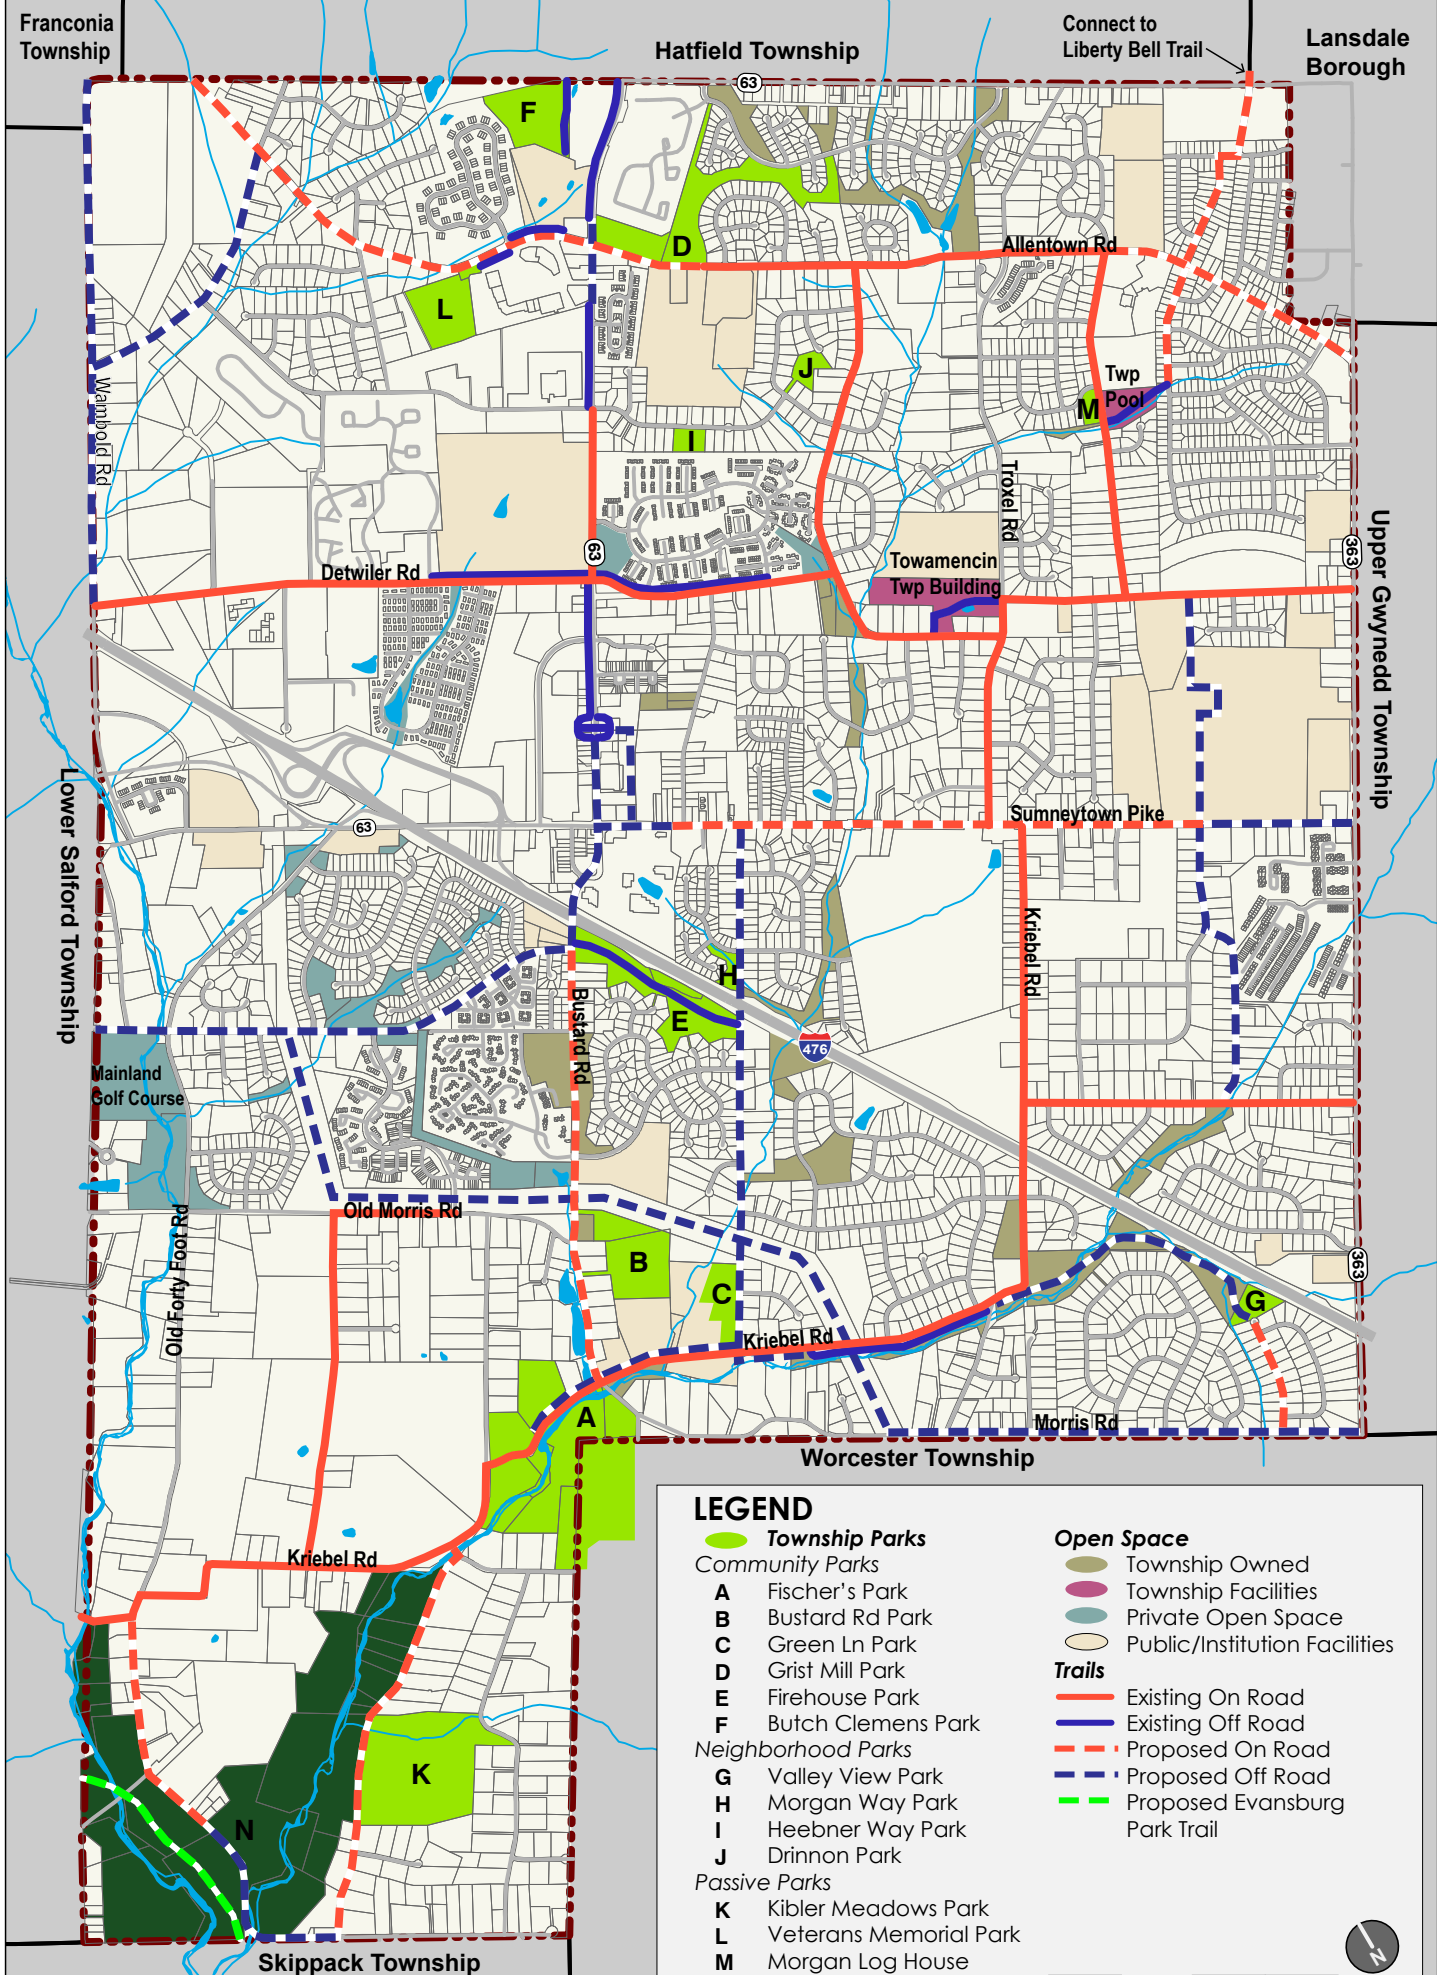 Franconia
Township
Hatfield Township
Connect to
Liberty Bell Trail
Lansdale
Borough
63
F
D
Allentown Rd
L
J
Twp
Pool
M
Wambold Rd
I
Troxel Rd
63
363
Upper Gwynedd Township
Detwiler Rd
Towamencin
Twp Building
Lower Salford Township
63
Sumneytown Pike
Kriebel Rd
H
Bustard Rd
E
476
Mainland
Golf Course
Old Morris Rd
Old Forty Foot Rd
B
C
G
363
Kriebel Rd
A
Morris Rd
Worcester Township
Kriebel Rd
K
N
Skippack Township
LEGEND
Township Parks
Community Parks
A Fischer's Park
B Bustard Rd Park
C Green Ln Park
D Grist Mill Park
E Firehouse Park
F Butch Clemens Park
Neighborhood Parks
G Valley View Park
H Morgan Way Park
I Heebner Way Park
J Drinnon Park
Passive Parks
K Kibler Meadows Park
L Veterans Memorial Park
M Morgan Log House
Open Space
Township Owned
Township Facilities
Private Open Space
Public/Institution Facilities
Trails
Existing On Road
Existing Off Road
Proposed On Road
Proposed Off Road
Proposed Evansburg
Park Trail
N